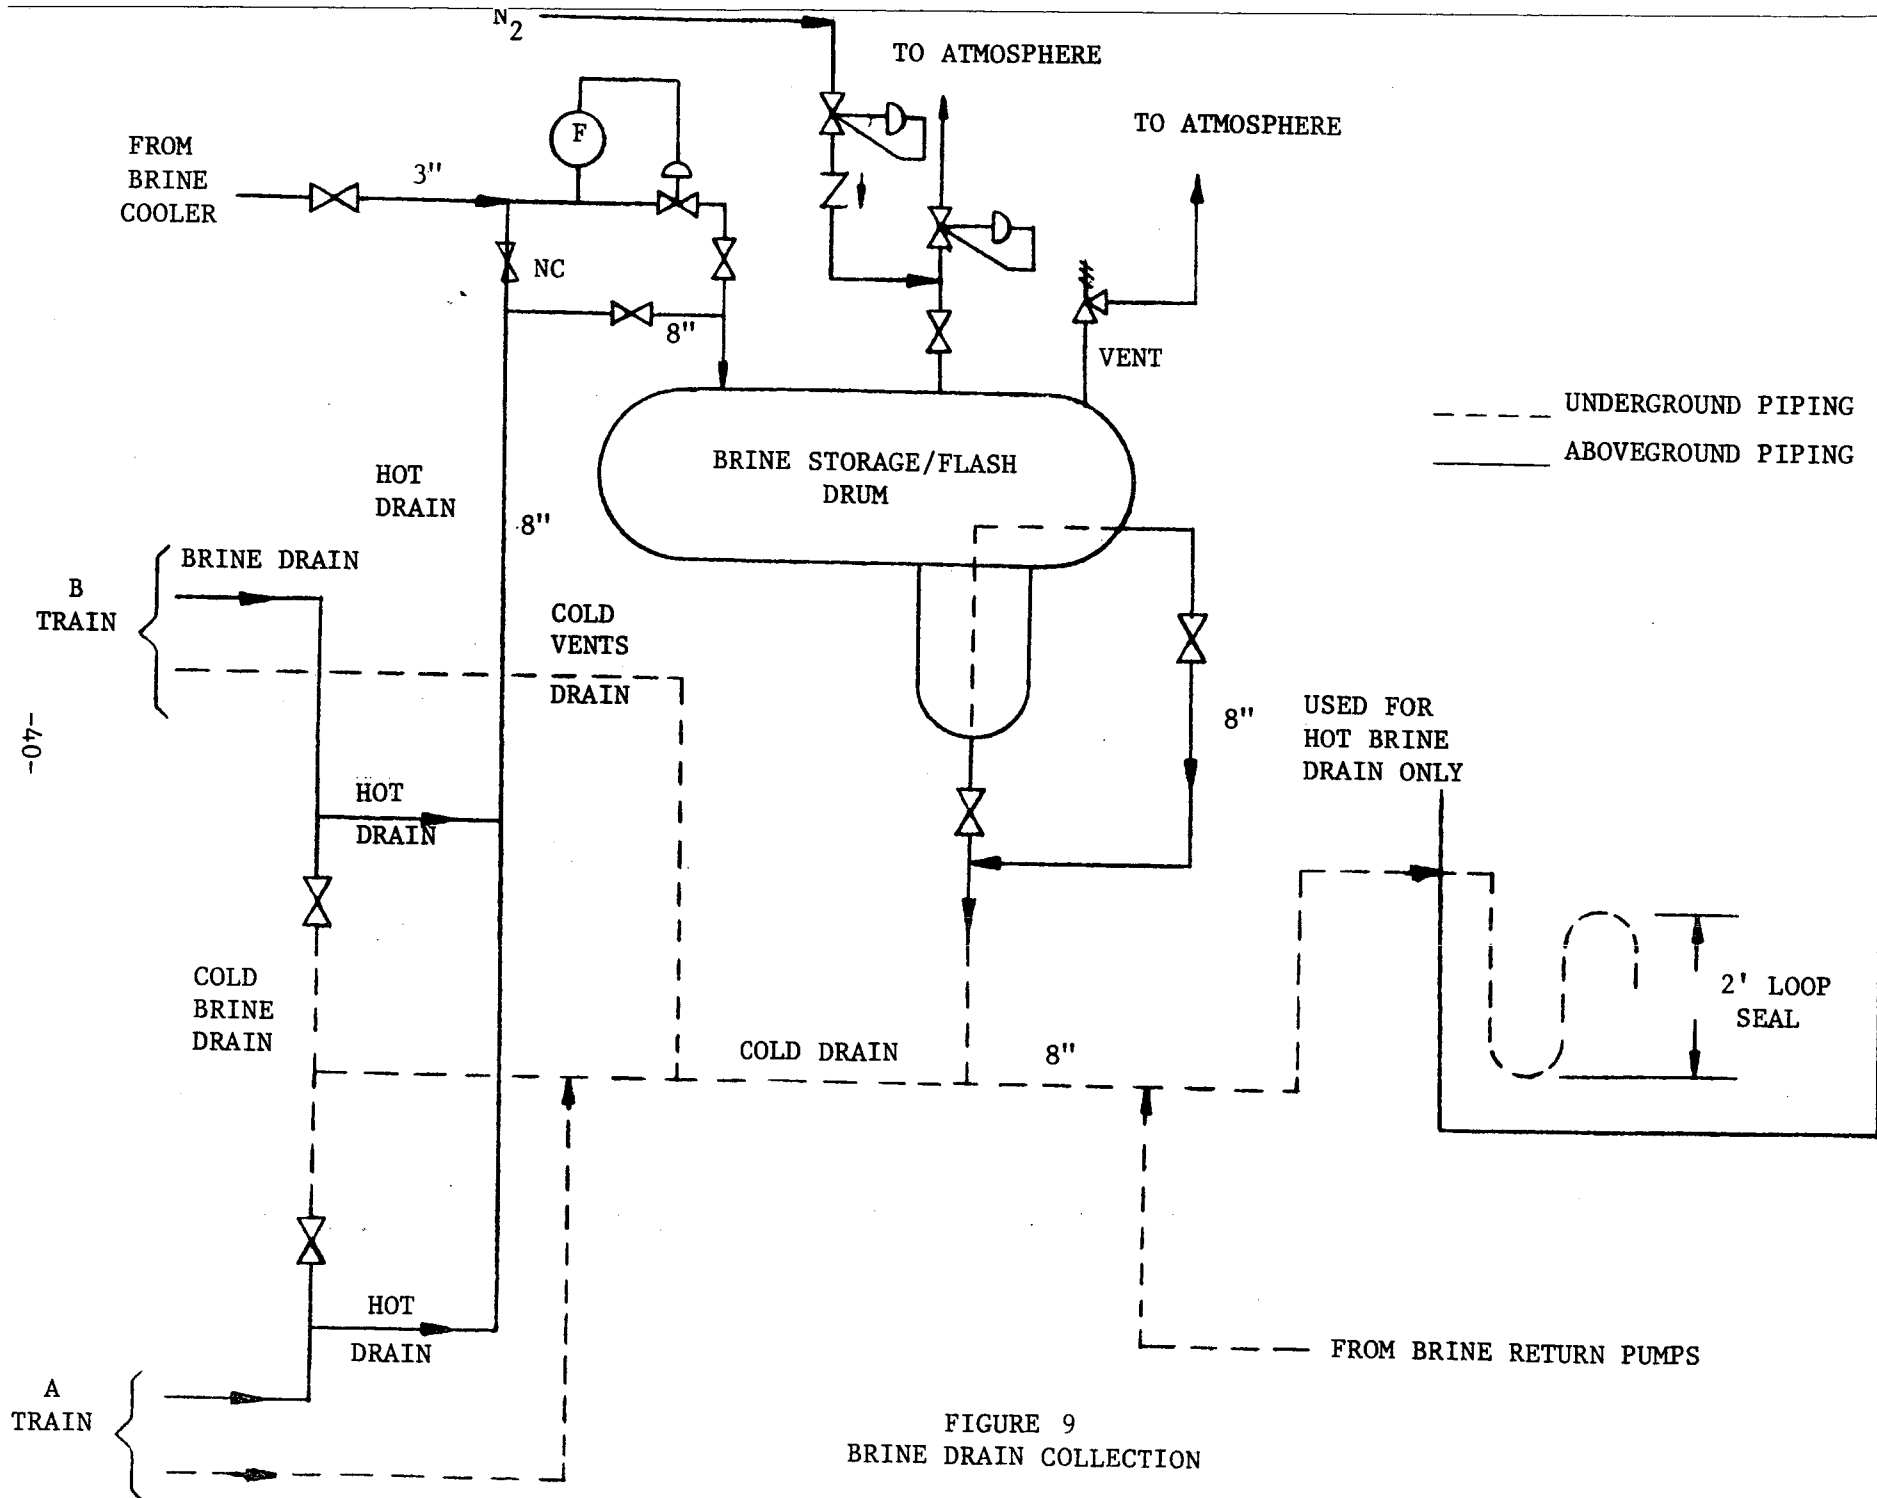 N2
TO ATMOSPHERE
TO ATMOSPHERE
F
FROM
BRINE
COOLER
3"
NC
8"
VENT
UNDERGROUND PIPING
ABOVEGROUND PIPING
BRINE STORAGE/FLASH
DRUM
HOT
DRAIN
8"
BRINE DRAIN
B
TRAIN
COLD
VENTS
DRAIN
8"
USED FOR
HOT BRINE
DRAIN ONLY
-40-
HOT
DRAIN
COLD
BRINE
DRAIN
2' LOOP
SEAL
COLD DRAIN
8"
HOT
DRAIN
FROM BRINE RETURN PUMPS
A
TRAIN
FIGURE 9
BRINE DRAIN COLLECTION